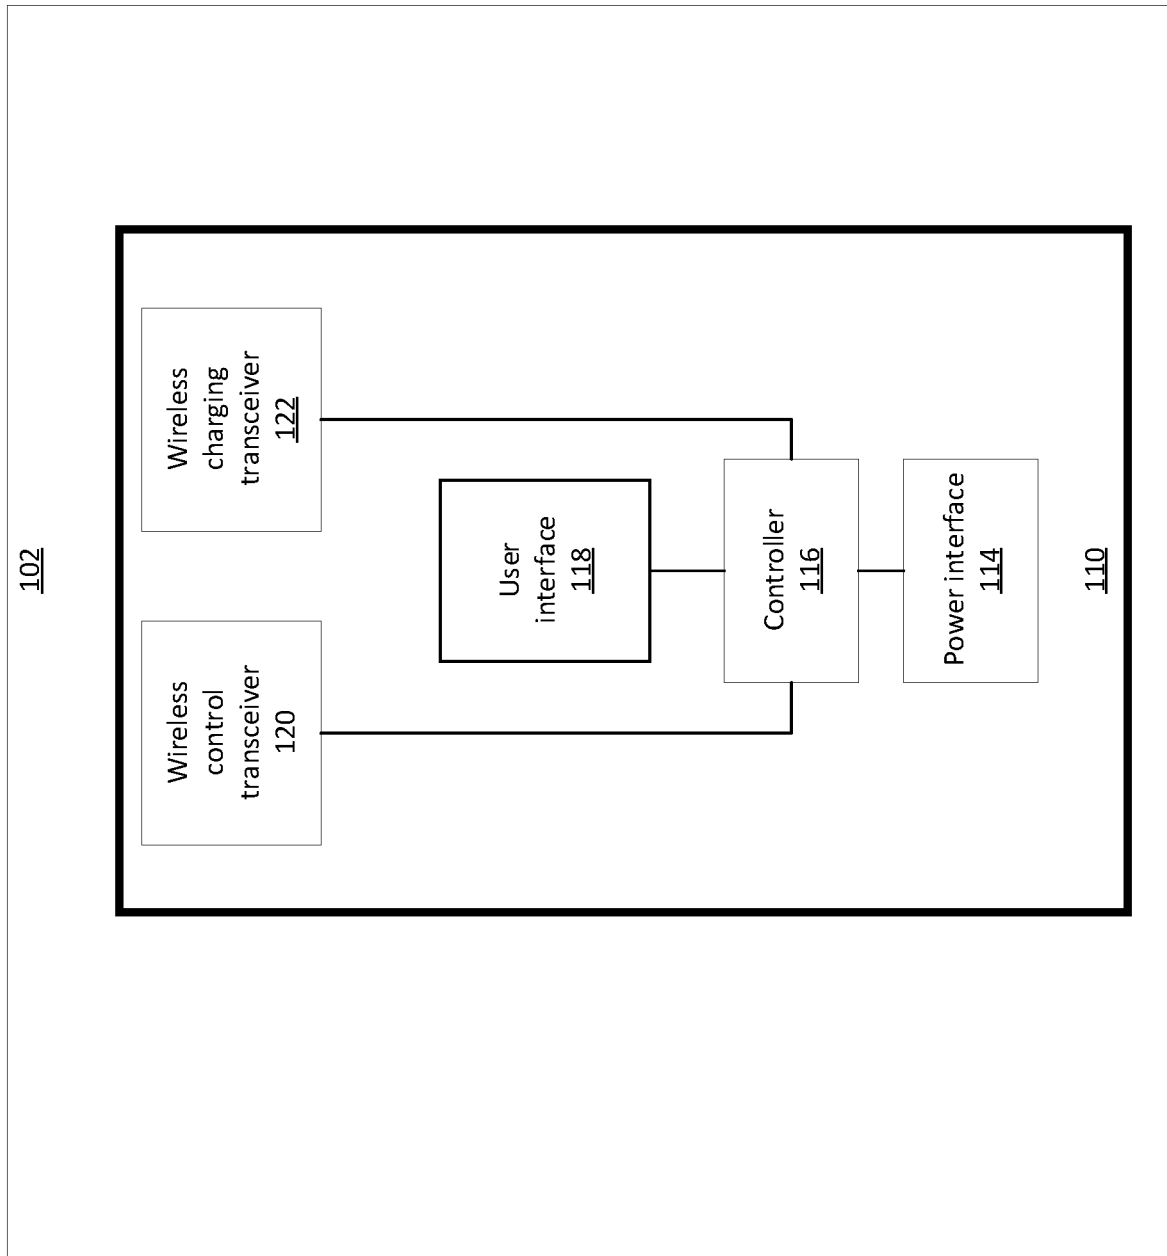 102
Wireless
control
transceiver
120
Wireless
charging
transceiver
122
User
interface
118
Controller
116
Power interface
114
110